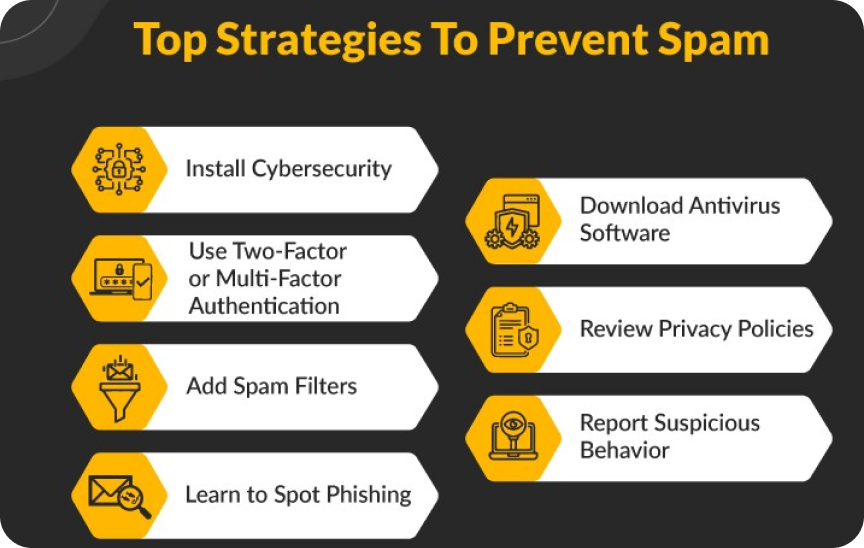 Top Strategies To Prevent Spam
Install Cybersecurity
Use Two-Factor
or Multi-Factor
Authentication
Add Spam Filters
Learn to Spot Phishing
Download Antivirus
Software
Review Privacy Policies
Report Suspicious
Behavior